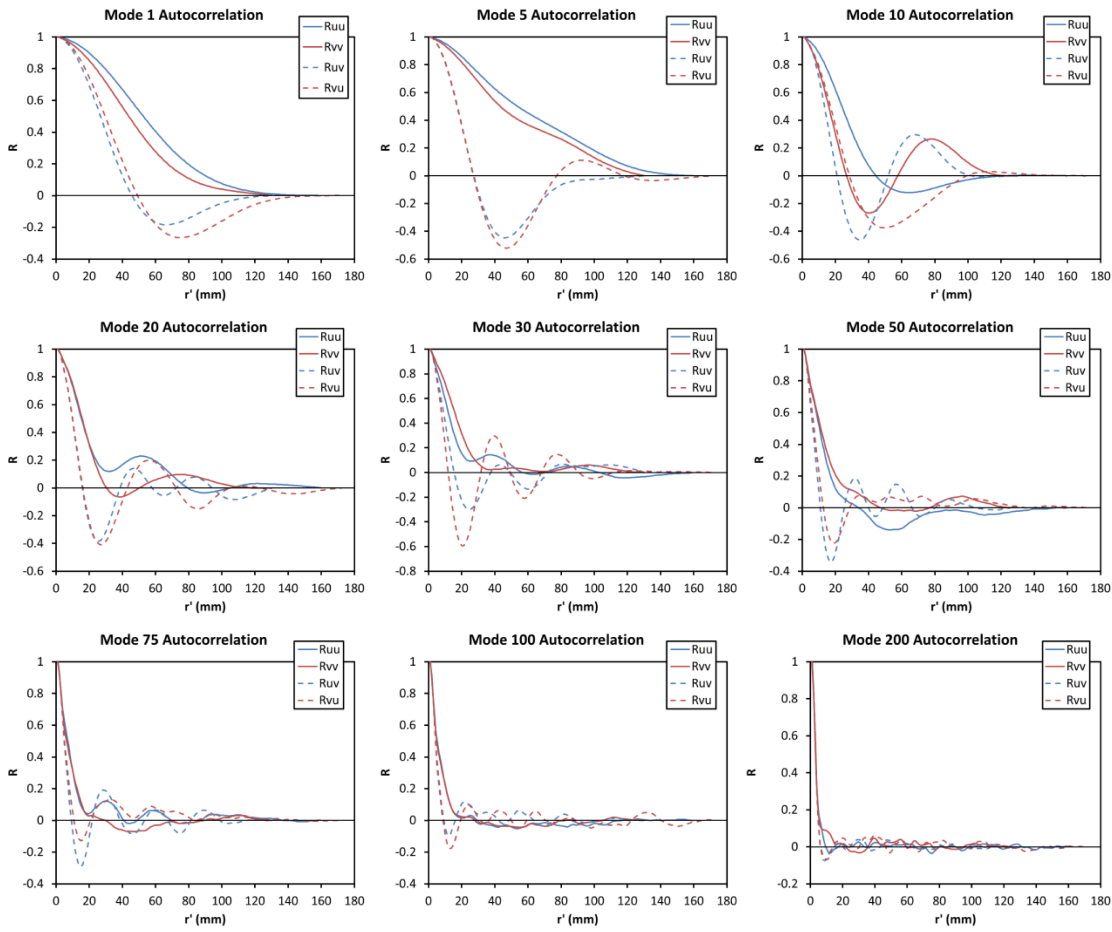 Mode 1 Autocorrelation
Ruu
Rvv
Ruv
Rvu
1
0.8
0.6
0.4
0.2
0
-0.2
-0.4
R
0 20 40 60 80 100 120 140 160 180
r' (mm)
Mode 5 Autocorrelation
Ruu
Rvv
Ruv
Rvu
1
0.8
0.6
0.4
0.2
0
-0.2
-0.4
-0.6
R
0 20 40 60 80 100 120 140 160 180
r' (mm)
Mode 10 Autocorrelation
Ruu
Rvv
Ruv
Rvu
1
0.8
0.6
0.4
0.2
0
-0.2
-0.4
-0.6
R
0 20 40 60 80 100 120 140 160 180
r' (mm)
Mode 20 Autocorrelation
Ruu
Rvv
Ruv
Rvu
1
0.8
0.6
0.4
0.2
0
-0.2
-0.4
-0.6
R
0 20 40 60 80 100 120 140 160 180
r' (mm)
Mode 30 Autocorrelation
Ruu
Rvv
Ruv
Rvu
1
0.8
0.6
0.4
0.2
0
-0.2
-0.4
-0.6
-0.8
R
0 20 40 60 80 100 120 140 160 180
r' (mm)
Mode 50 Autocorrelation
Ruu
Rvv
Ruv
Rvu
1
0.8
0.6
0.4
0.2
0
-0.2
-0.4
R
0 20 40 60 80 100 120 140 160 180
r' (mm)
Mode 75 Autocorrelation
Ruu
Rvv
Ruv
Rvu
1
0.8
0.6
0.4
0.2
0
-0.2
-0.4
R
0 20 40 60 80 100 120 140 160 180
r' (mm)
Mode 100 Autocorrelation
Ruu
Rvv
Ruv
Rvu
1
0.8
0.6
0.4
0.2
0
-0.2
-0.4
R
0 20 40 60 80 100 120 140 160 180
r' (mm)
Mode 200 Autocorrelation
Ruu
Rvv
Ruv
Rvu
1
0.8
0.6
0.4
0.2
0
-0.2
R
0 20 40 60 80 100 120 140 160 180
r' (mm)